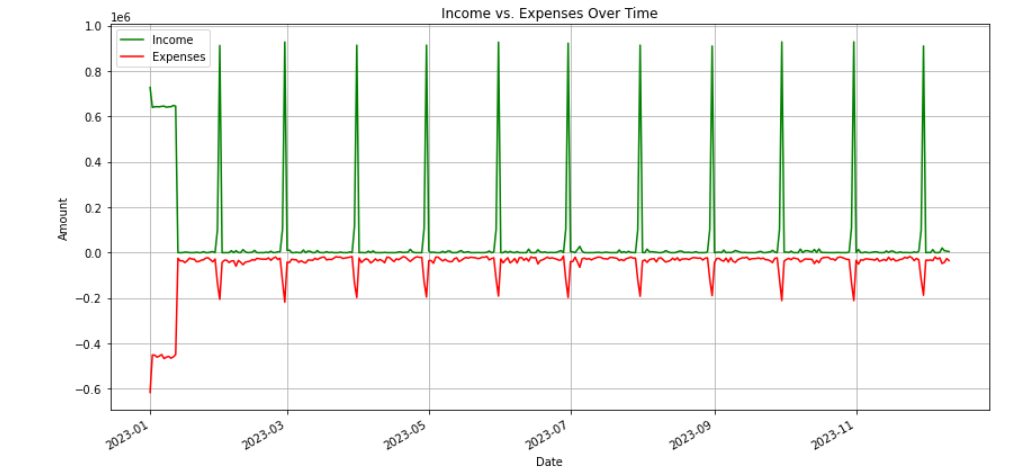 Income vs. Expenses Over Time
1e6
1.0
Income
Expenses
0.8
0.6
0.4
0.2
0.0
−0.2
−0.4
−0.6
Amount
2023-01
2023-03
2023-05
2023-07
2023-09
2023-11
Date